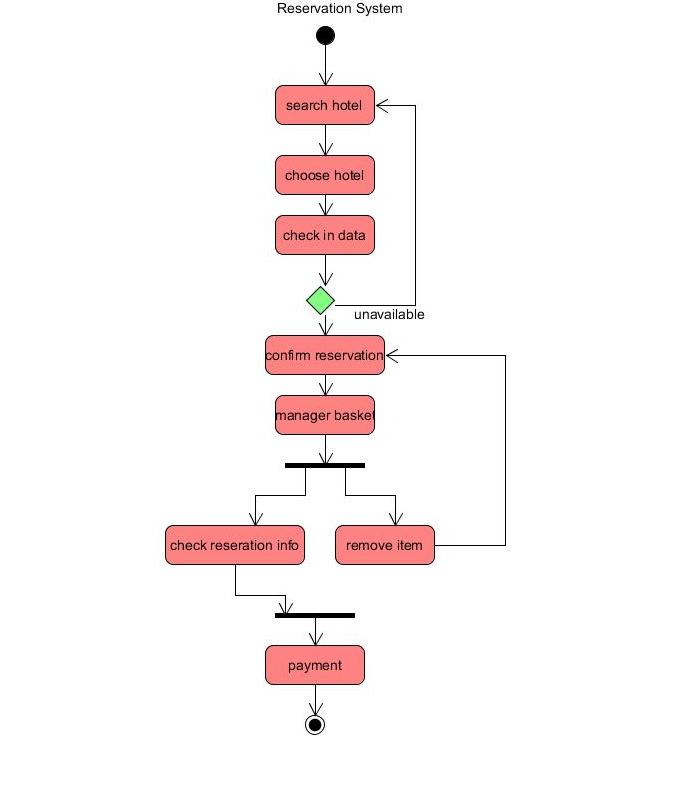 Reservation System
search hotel
choose hotel
check in data
unavailable
confirm reservation
manager basket
check reseration info
remove item
payment